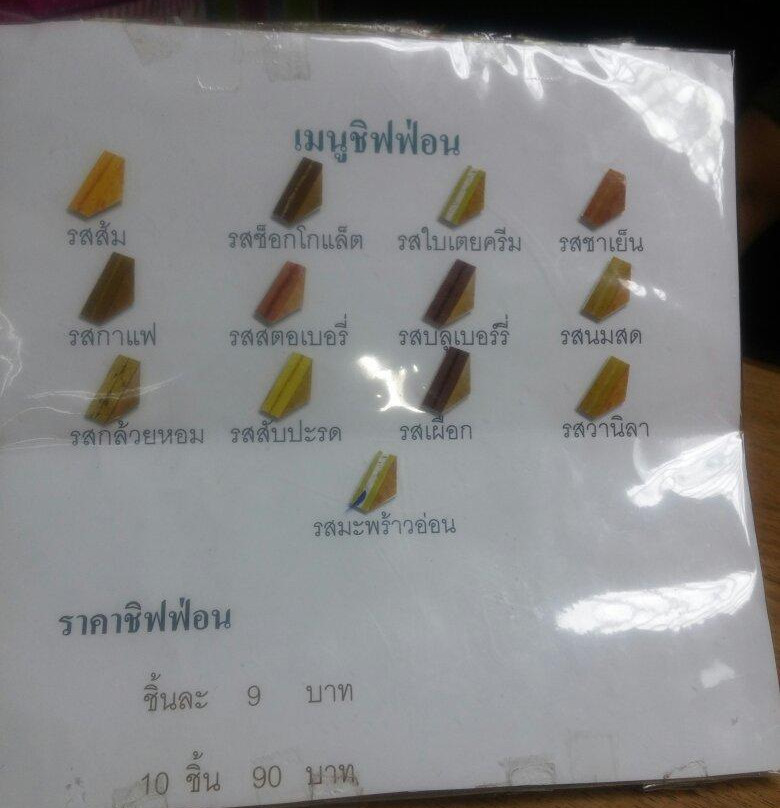 เมนูชิฟฟ่อน
รสส้ม รสช็อกโกแล็ต รสใบเตยครีม รสชาเย็น
รสกาแฟ รสสตอเบอรี่ รสบลูเบอร์รี่ รสนมสด
รสกล้วยหอม รสสับปะรด รสเผือก รสวานิลา
รสมะพร้าวอ่อน
ราคาชิฟฟ่อน
ชิ้นละ 9 บาท
10 ชิ้น 90 บาท